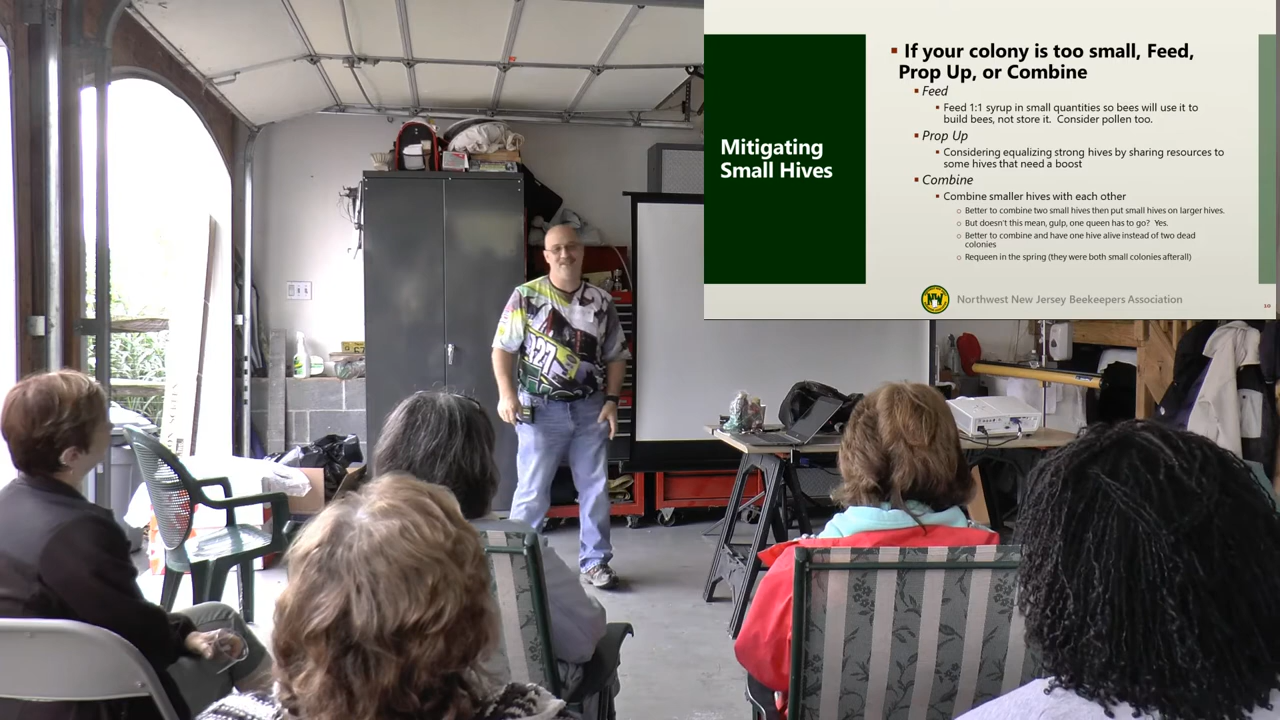 If your colony is too small, Feed,
Prop Up, or Combine
Feed
Feed 1:1 syrup in small quantities so bees will use it to
build bees, not store it. Consider pollen too.
Prop Up
Considering equalizing strong hives by sharing resources to
some hives that need a boost
Combine
Combine smaller hives with each other
Better to combine two small hives then put small hives on larger hives.
But doesn't this mean, gulp, one queen has to go? Yes.
Better to combine and have one hive alive instead of two dead
colonies
Requeen in the spring (they were both small colonies afterall)
Mitigating
Small Hives
NW
Northwest New Jersey Beekeepers Association
10